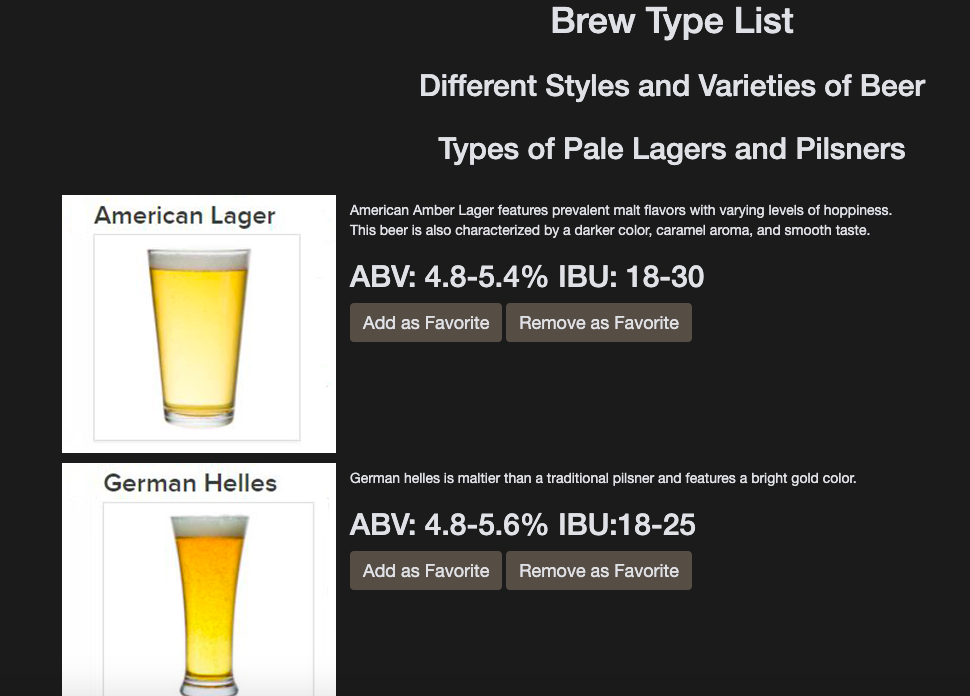 Brew Type List
Different Styles and Varieties of Beer
Types of Pale Lagers and Pilsners
American Lager
American Amber Lager features prevalent malt flavors with varying levels of hoppiness.
This beer is also characterized by a darker color, caramel aroma, and smooth taste.
ABV: 4.8-5.4% IBU: 18-30
Add as Favorite Remove as Favorite
German Helles
German helles is maltier than a traditional pilsner and features a bright gold color.
ABV: 4.8-5.6% IBU:18-25
Add as Favorite Remove as Favorite